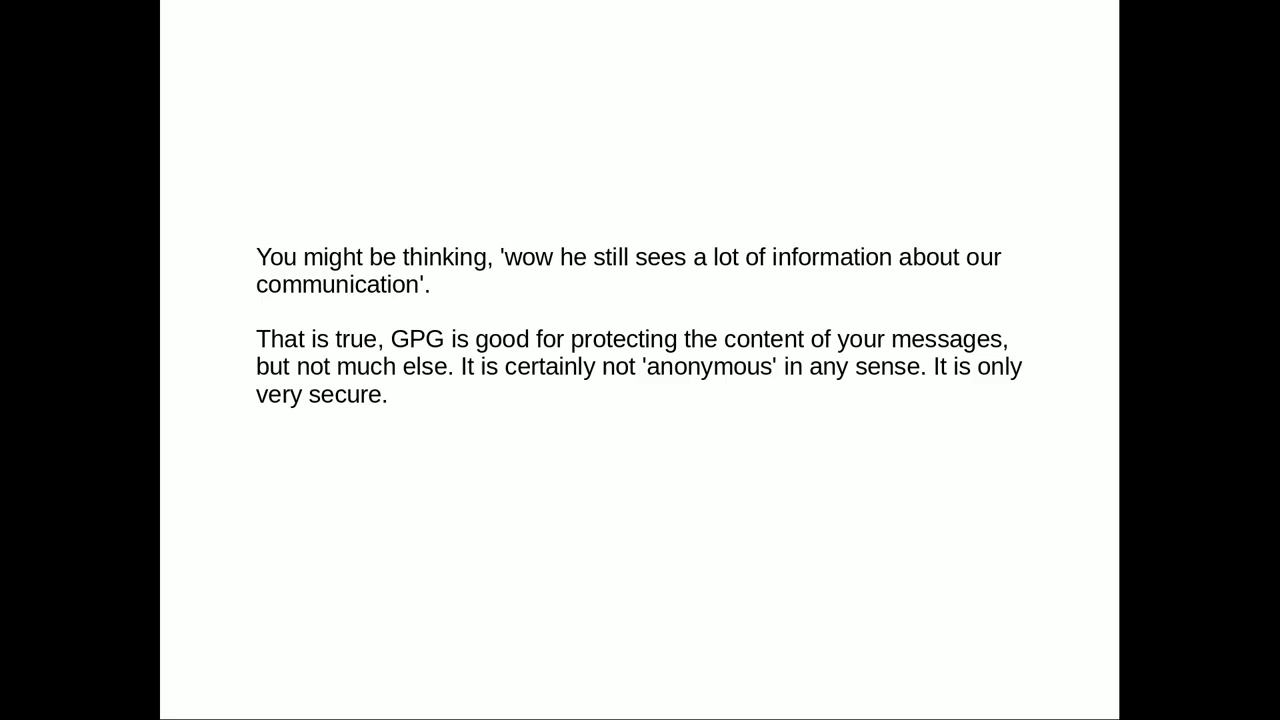 You might be thinking, 'wow he still sees a lot of information about our
communication'.
That is true, GPG is good for protecting the content of your messages,
but not much else. It is certainly not 'anonymous' in any sense. It is only
very secure.